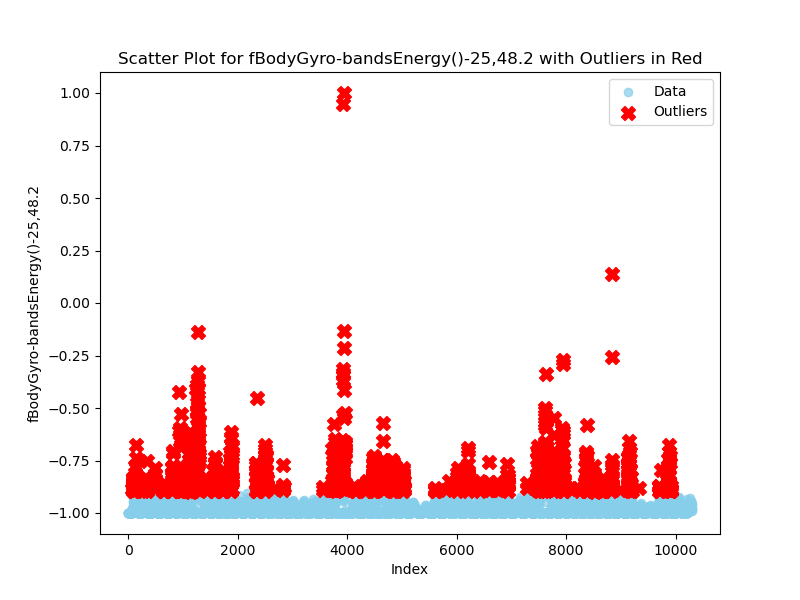 Scatter Plot for fBodyGyro-bandsEnergy()-25,48.2 with Outliers in Red
Data
Outliers
1.00
0.75
0.50
0.25
0.00
−0.25
−0.50
−0.75
−1.00
fBodyGyro-bandsEnergy()-25,48.2
0 2000 4000 6000 8000 10000
Index